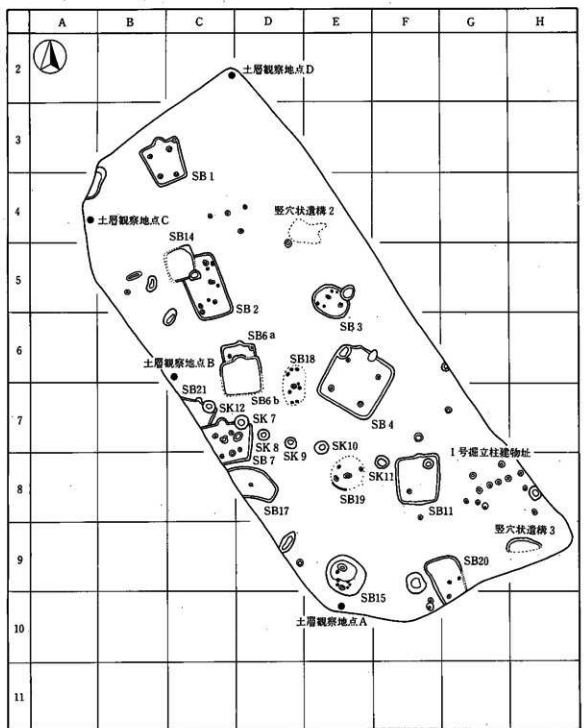 A B C D E F G H
2
土層観察地点D
3
SB1
4
土層観察地点C
竪穴状遺構2
SB14
5
SB2
SB3
6
SB6a
SB18
土層観察地点B
SB21
SB6b
SB4
7
SK12
SK7
SK8
SK9
SK10
SB7
SK11
1号掘立柱建物址
8
SB19
SB11
SB17
竪穴状遺構3
9
SB20
SB15
土層観察地点A
10
11